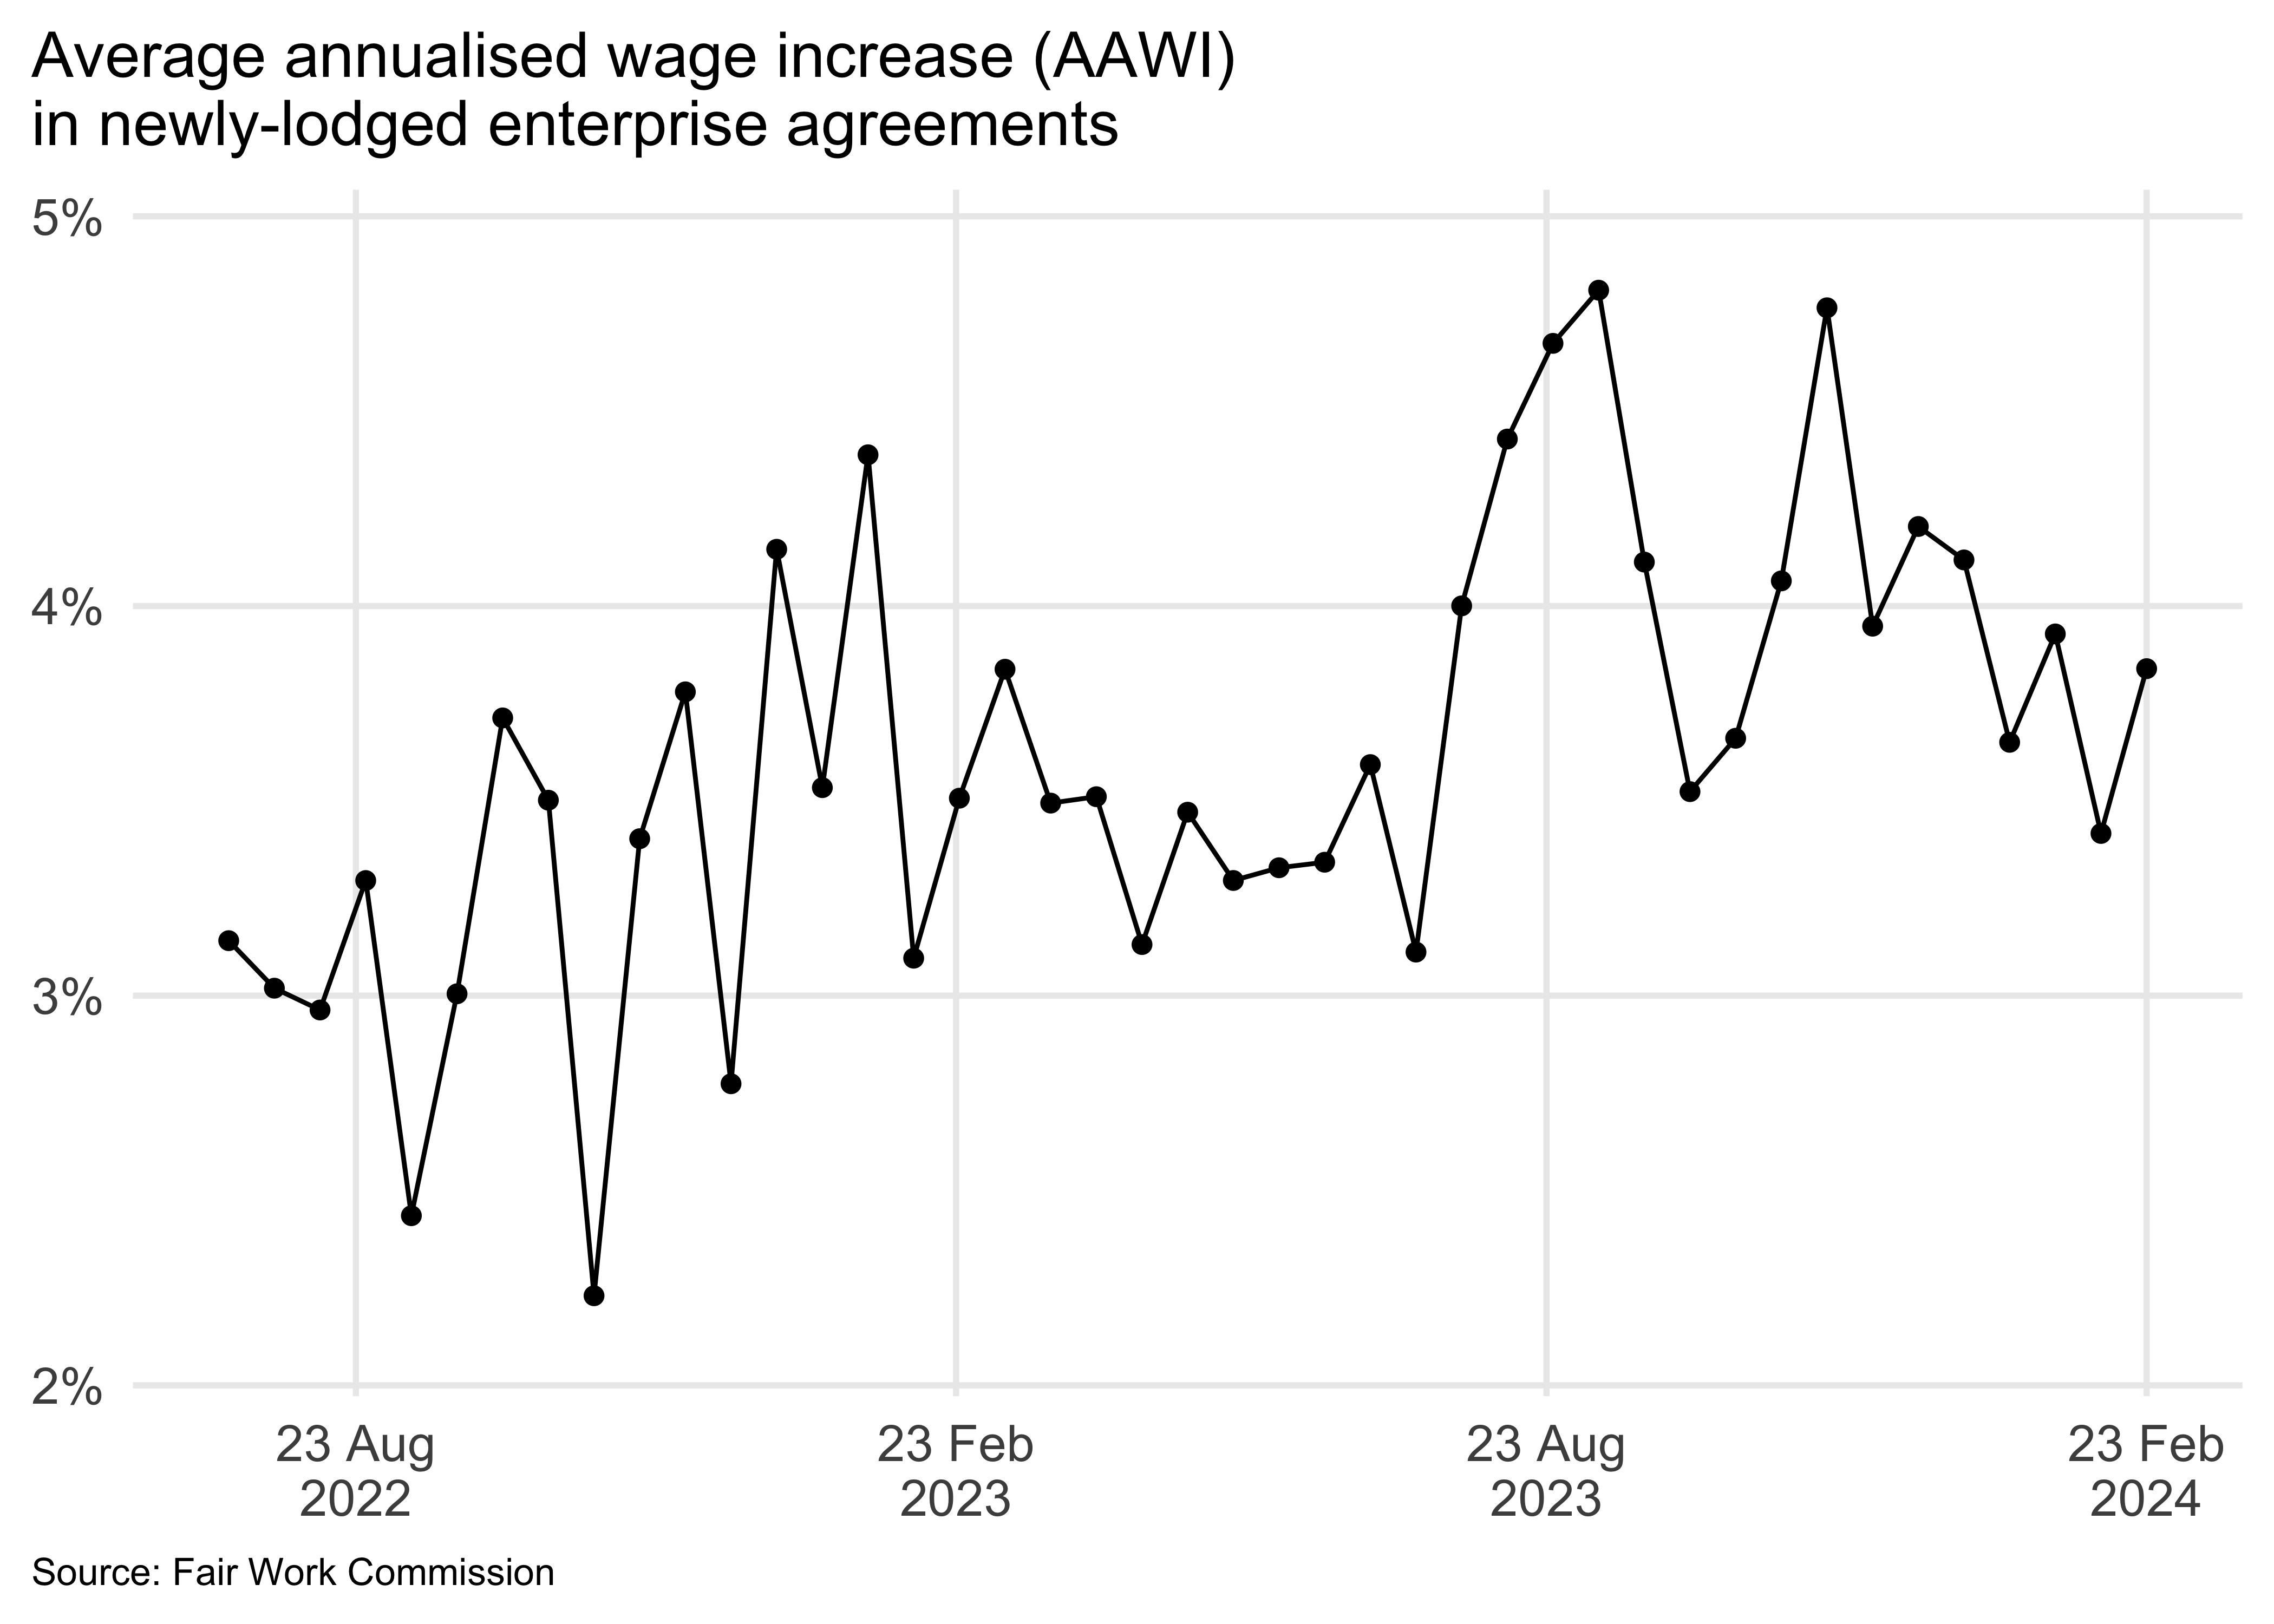 Average annualised wage increase (AAWI)
in newly-lodged enterprise agreements
5%
4%
3%
2%
23 Aug
2022
23 Feb
2023
23 Aug
2023
23 Feb
2024
Source: Fair Work Commission